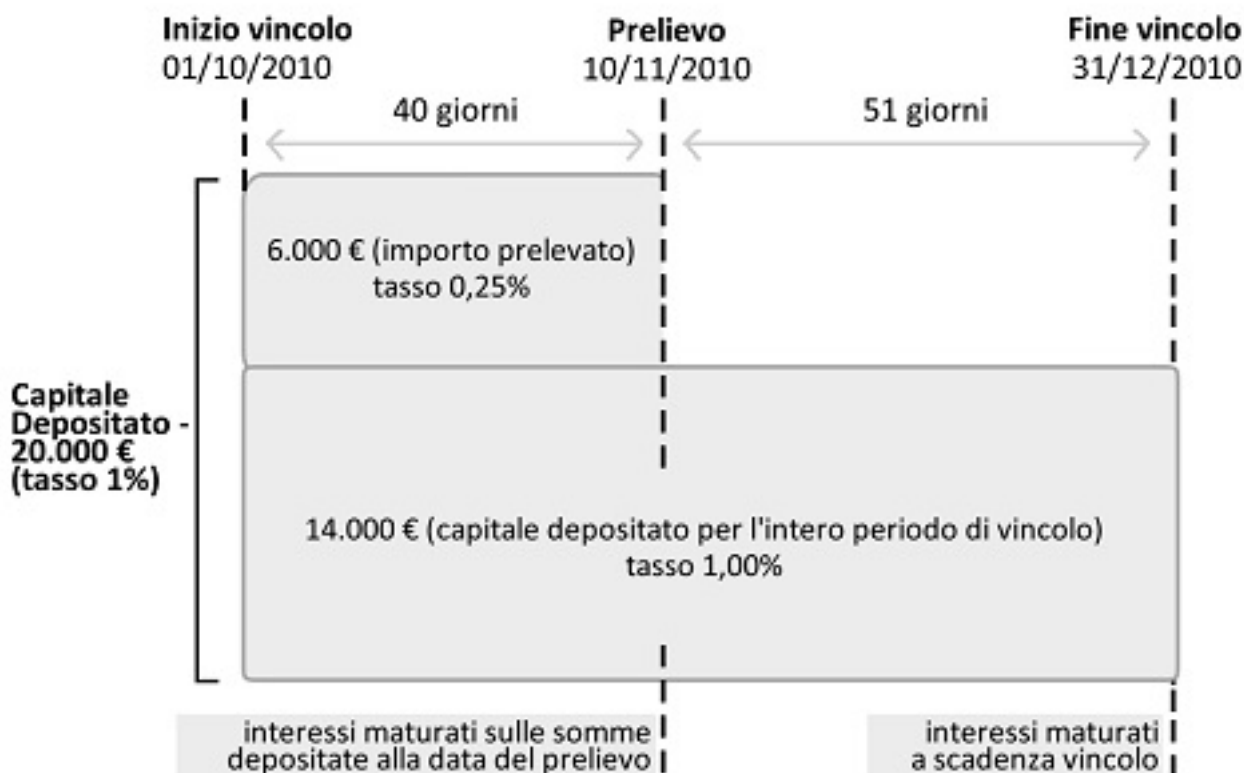 Inizio vincolo
01/10/2010
Prelievo
10/11/2010
Fine vincolo
31/12/2010
40 giorni
51 giorni
6.000 € (importo prelevato)
tasso 0,25%
Capitale
Depositato -
20.000 €
(tasso 1%)
14.000 € (capitale depositato per l'intero periodo di vincolo)
tasso 1,00%
interessi maturati sulle somme
depositate alla data del prelievo
interessi maturati
a scadenza vincolo